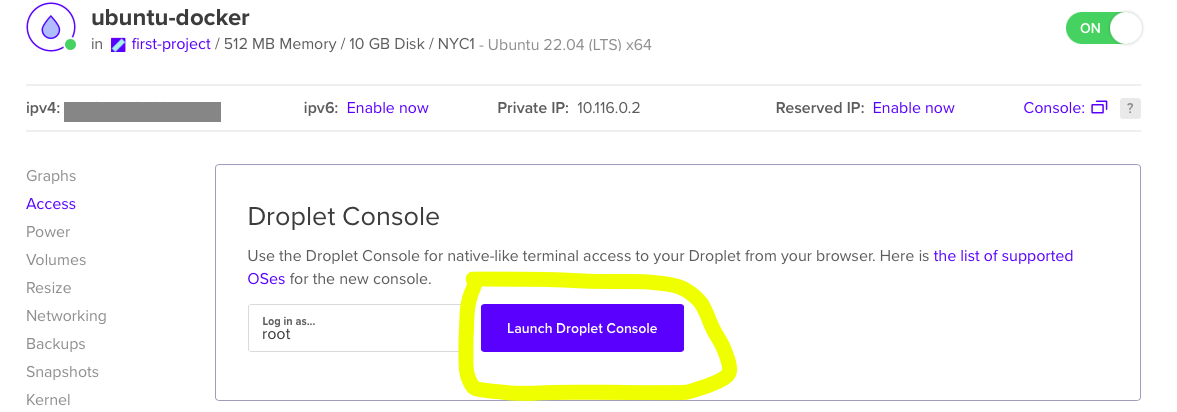 ubuntu-docker
in first-project / 512 MB Memory / 10 GB Disk / NYC1 - Ubuntu 22.04 (LTS) x64
ON
ipv4:
ipv6: Enable now
Private IP: 10.116.0.2
Reserved IP: Enable now
Console:
?
Graphs
Access
Power
Volumes
Resize
Networking
Backups
Snapshots
Kernel
Droplet Console
Use the Droplet Console for native-like terminal access to your Droplet from your browser. Here is the list of supported
OSes for the new console.
Log in as...
root
Launch Droplet Console